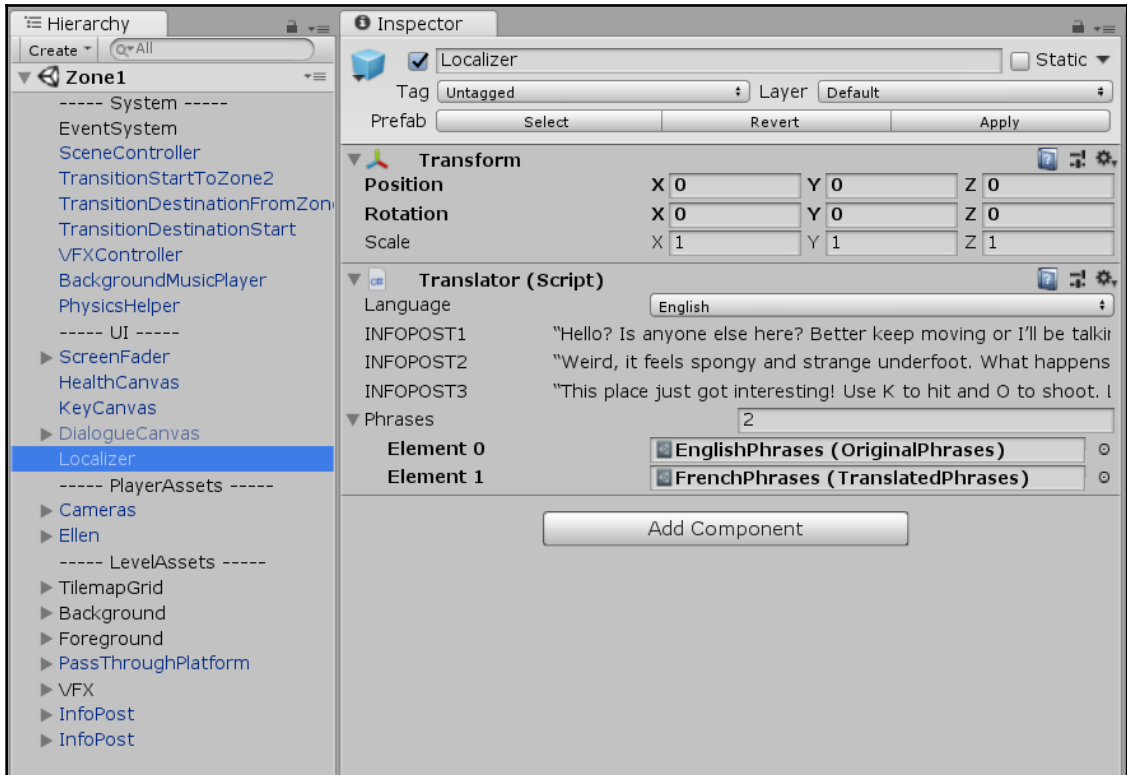 Hierarchy
Create
All
Zone1
----- System -----
EventSystem
SceneController
TransitionStartToZone2
TransitionDestinationFromZon
TransitionDestinationStart
VFXController
BackgroundMusicPlayer
PhysicsHelper
----- UI -----
ScreenFader
HealthCanvas
KeyCanvas
DialogueCanvas
Localizer
----- PlayerAssets -----
Cameras
Ellen
----- LevelAssets -----
TilemapGrid
Background
Foreground
PassThroughPlatform
VFX
InfoPost
InfoPost
Inspector
Localizer Static
Tag Untagged Layer Default
Prefab Select Revert Apply
Transform
Position X 0 Y 0 Z 0
Rotation X 0 Y 0 Z 0
Scale X 1 Y 1 Z 1
Translator (Script)
Language English
INFOPOST1 “Hello? Is anyone else here? Better keep moving or I’ll be talkir
INFOPOST2 “Weird, it feels spongy and strange underfoot. What happens
INFOPOST3 “This place just got interesting! Use K to hit and O to shoot.
Phrases 2
Element 0 EnglishPhrases (OriginalPhrases)
Element 1 FrenchPhrases (TranslatedPhrases)
Add Component